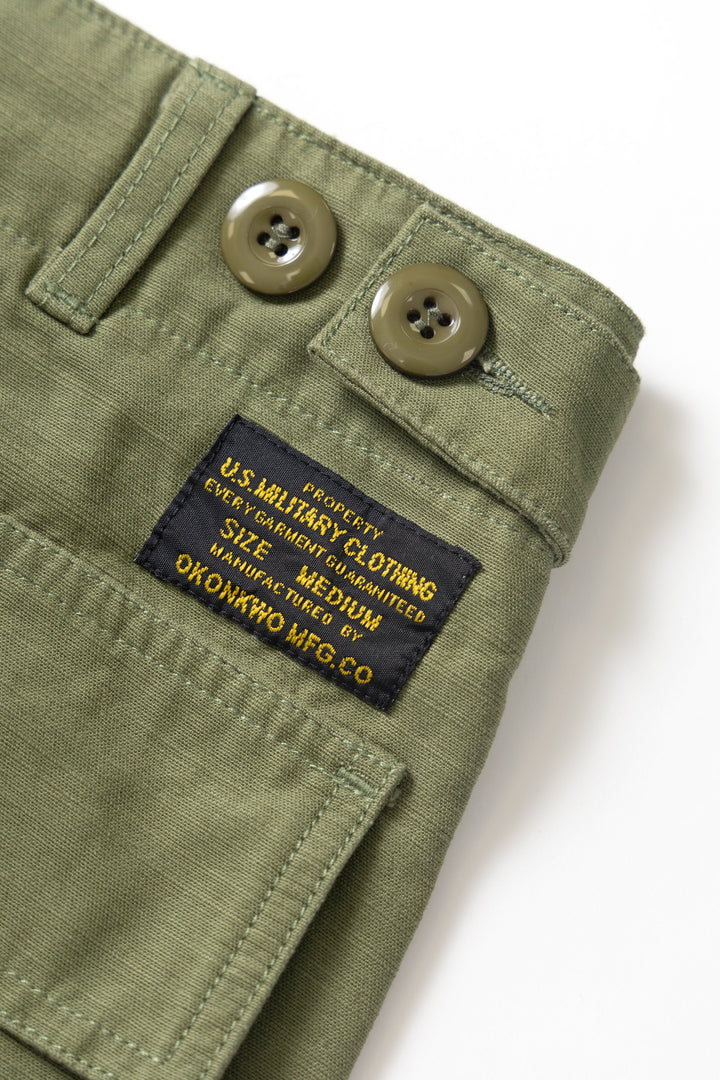 PROPERTY
U.S.MILITARY CLOTHING
EVERY GARMENT GUARANITEED
SIZE MEDIUM
MANUFACTURED BY
OKONKWO MFG.CO